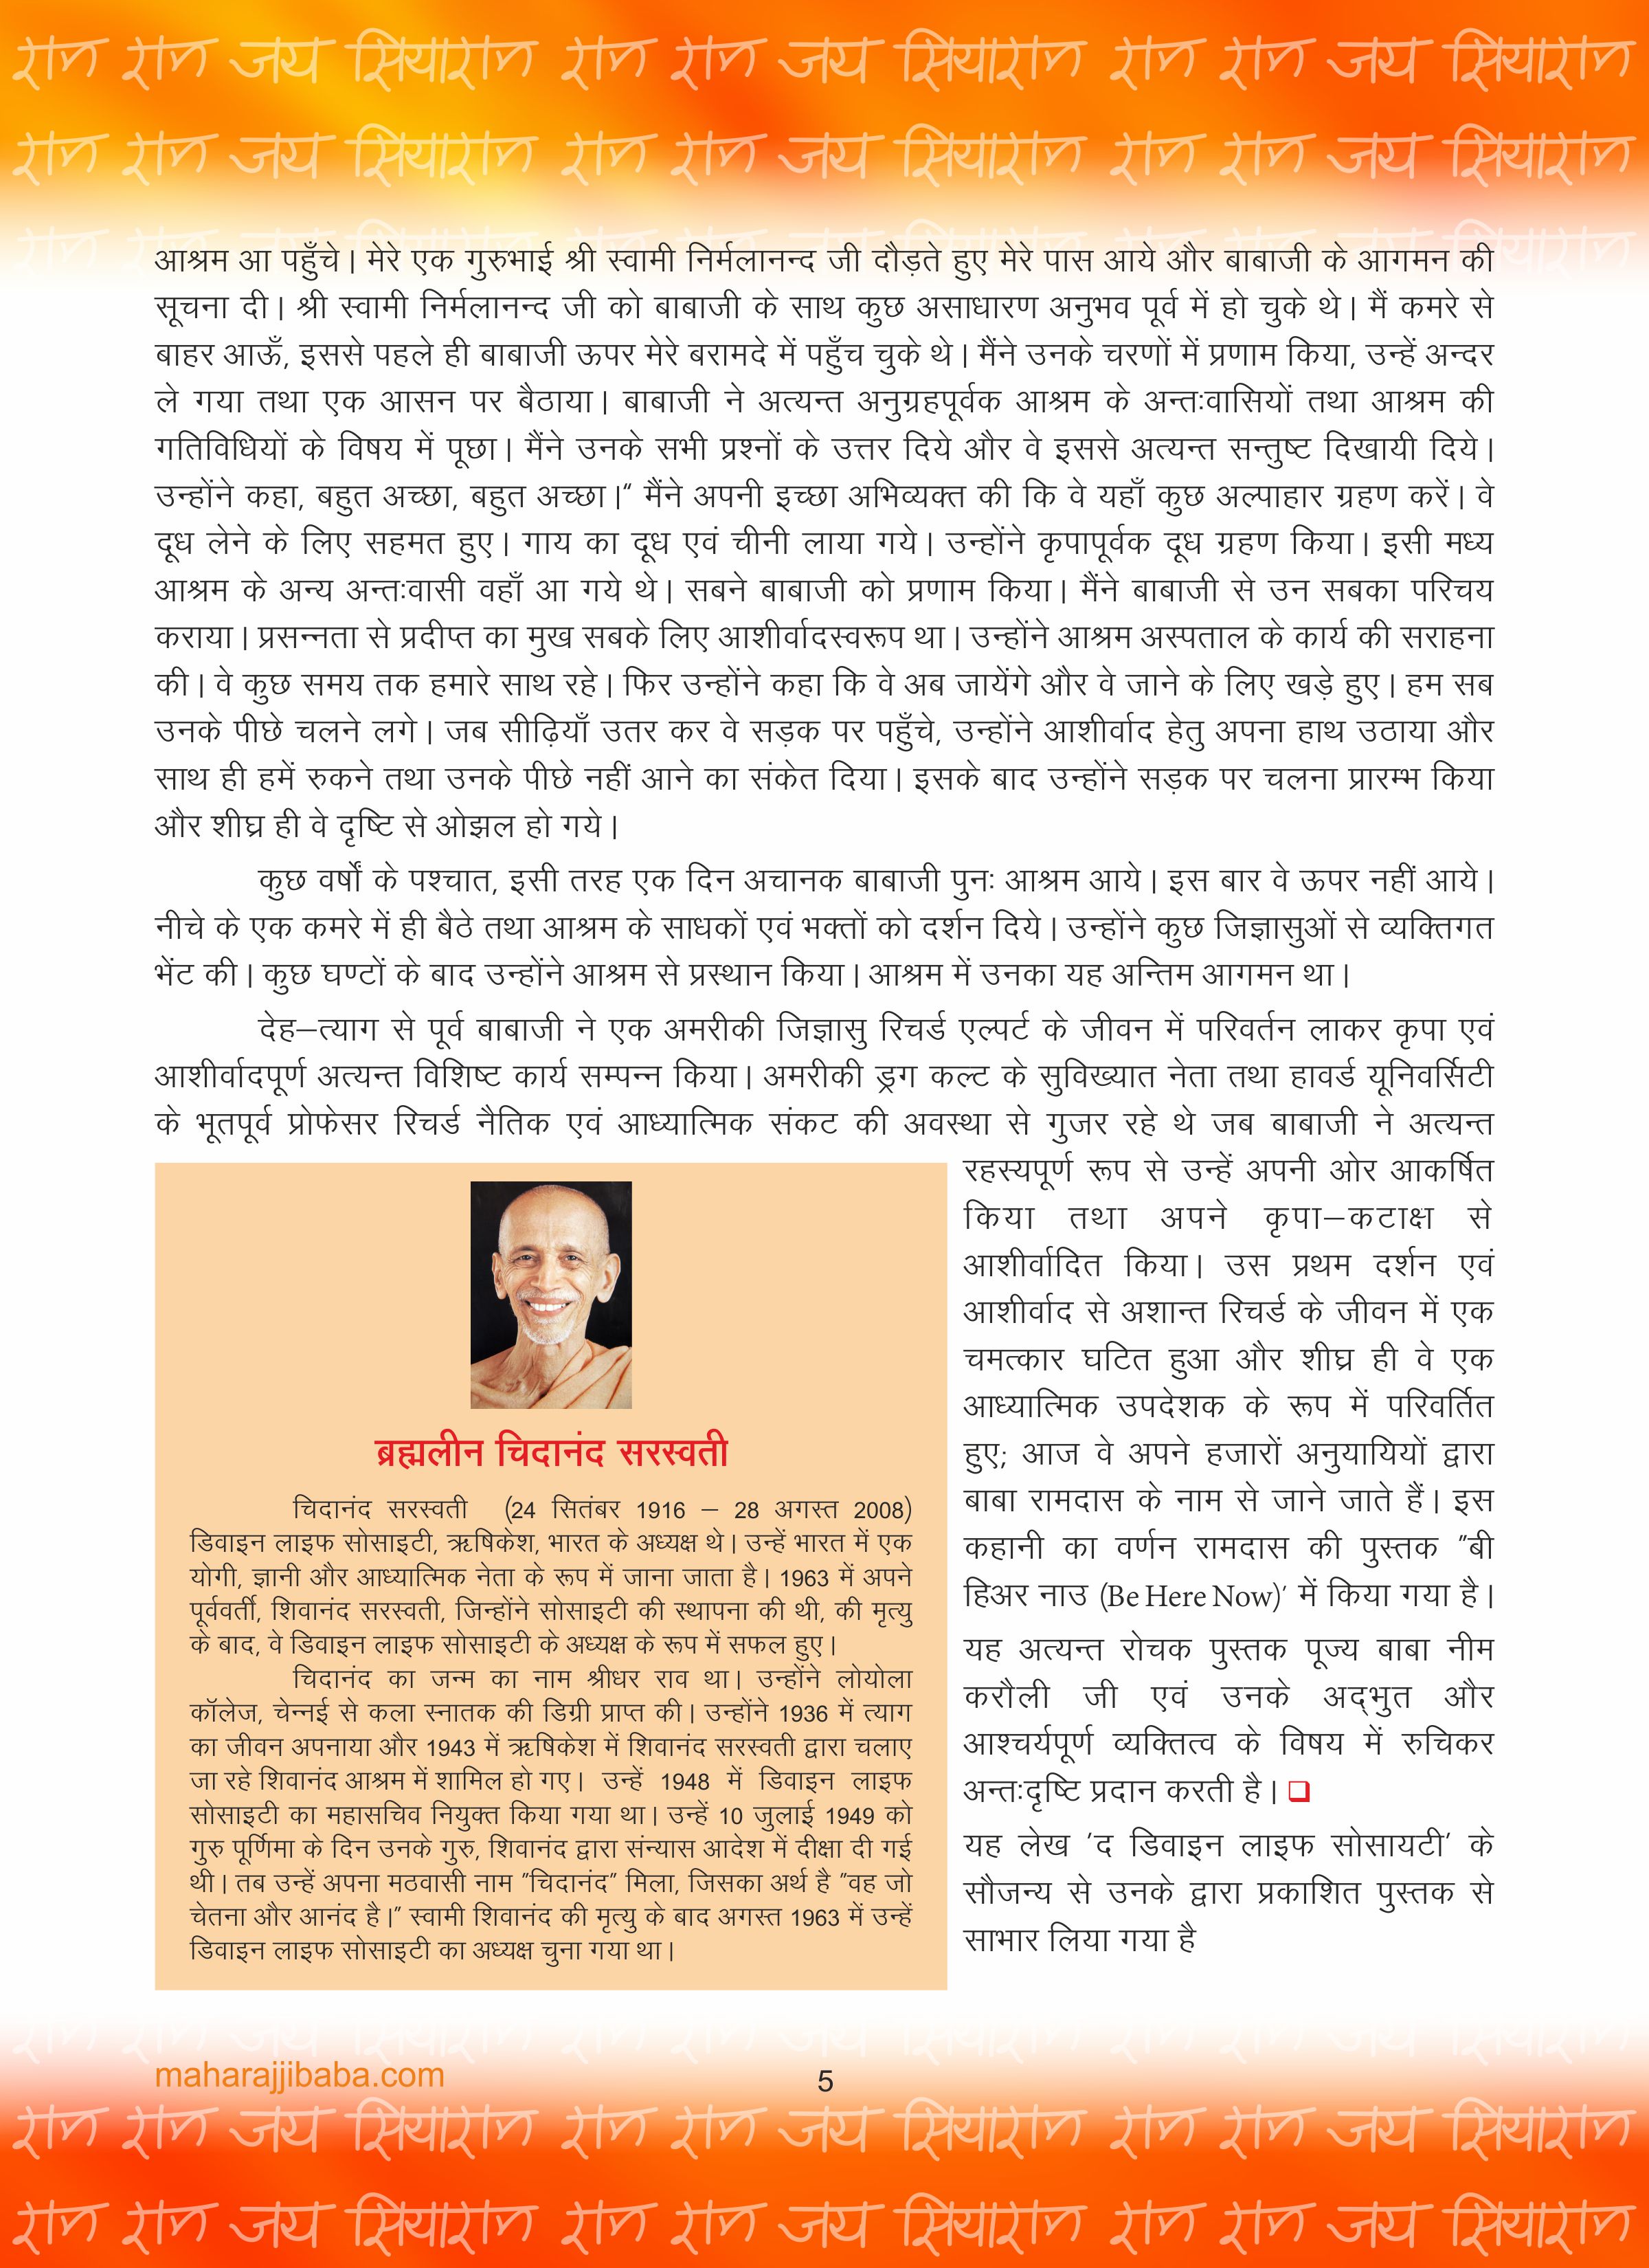 राम राम जय सियाराम राम राम जय सियाराम राम राम जय सियाराम
राम राम जय सियाराम राम राम जय सियाराम राम राम जय सियाराम
राम राम जय सियाराम राम राम जय सियाराम राम राम जय सियाराम
आश्रम आ पहुँचे। मेरे एक गुरुभाई श्री स्वामी निर्मलानन्द जी दौड़ते हुए मेरे पास आये और बाबाजी के आगमन की
सूचना दी। श्री स्वामी निर्मलानन्द जी को बाबाजी के साथ कुछ असाधारण अनुभव पूर्व में हो चुके थे। मैं कमरे से
बाहर आऊँ, इससे पहले ही बाबाजी ऊपर मेरे बरामदे में पहुँच चुके थे। मैंने उनके चरणों में प्रणाम किया, उन्हें अन्दर
ले गया तथा एक आसन पर बैठाया। बाबाजी ने अत्यन्त अनुग्रहपूर्वक आश्रम के अन्तःवासियों तथा आश्रम की
गतिविधियों के विषय में पूछा। मैंने उनके सभी प्रश्नों के उत्तर दिये और वे इससे अत्यन्त सन्तुष्ट दिखायी दिये।
उन्होंने कहा, बहुत अच्छा, बहुत अच्छा।“ मैंने अपनी इच्छा अभिव्यक्त की कि वे यहाँ कुछ अल्पाहार ग्रहण करें। वे
दूध लेने के लिए सहमत हुए। गाय का दूध एवं चीनी लाया गये। उन्होंने कृपापूर्वक दूध ग्रहण किया। इसी मध्य
आश्रम के अन्य अन्तःवासी वहाँ आ गये थे। सबने बाबाजी को प्रणाम किया। मैंने बाबाजी से उन सबका परिचय
कराया। प्रसन्नता से प्रदीप्त का मुख सबके लिए आशीर्वादस्वरूप था। उन्होंने आश्रम अस्पताल के कार्य की सराहना
की। वे कुछ समय तक हमारे साथ रहे। फिर उन्होंने कहा कि वे अब जायेंगे और वे जाने के लिए खड़े हुए। हम सब
उनके पीछे चलने लगे। जब सीढ़ियाँ उतर कर वे सड़क पर पहुँचे, उन्होंने आशीर्वाद हेतु अपना हाथ उठाया और
साथ ही हमें रुकने तथा उनके पीछे नहीं आने का संकेत दिया। इसके बाद उन्होंने सड़क पर चलना प्रारम्भ किया
और शीघ्र ही वे दृष्टि से ओझल हो गये।
कुछ वर्षों के पश्चात, इसी तरह एक दिन अचानक बाबाजी पुनः आश्रम आये। इस बार वे ऊपर नहीं आये।
नीचे के एक कमरे में ही बैठे तथा आश्रम के साधकों एवं भक्तों को दर्शन दिये। उन्होंने कुछ जिज्ञासुओं से व्यक्तिगत
भेंट की। कुछ घण्टों के बाद उन्होंने आश्रम से प्रस्थान किया। आश्रम में उनका यह अन्तिम आगमन था।
देह–त्याग से पूर्व बाबाजी ने एक अमरीकी जिज्ञासु रिचर्ड एल्पर्ट के जीवन में परिवर्तन लाकर कृपा एवं
आशीर्वादपूर्ण अत्यन्त विशिष्ट कार्य सम्पन्न किया। अमरीकी ड्रग कल्ट के सुविख्यात नेता तथा हावर्ड यूनिवर्सिटी
के भूतपूर्व प्रोफेसर रिचर्ड नैतिक एवं आध्यात्मिक संकट की अवस्था से गुजर रहे थे जब बाबाजी ने अत्यन्त
रहस्यपूर्ण रूप से उन्हें अपनी ओर आकर्षित
किया तथा अपने कृपा–कटाक्ष से
आशीर्वादित किया। उस प्रथम दर्शन एवं
आशीर्वाद से अशान्त रिचर्ड के जीवन में एक
चमत्कार घटित हुआ और शीघ्र ही वे एक
आध्यात्मिक उपदेशक के रूप में परिवर्तित
हुए; आज वे अपने हजारों अनुयायियों द्वारा
बाबा रामदास के नाम से जाने जाते हैं। इस
कहानी का वर्णन रामदास की पुस्तक "बी
हिअर नाउ (Be Here Now)' में किया गया है।
यह अत्यन्त रोचक पुस्तक पूज्य बाबा नीम
करौली जी एवं उनके अद्भुत और
आश्चर्यपूर्ण व्यक्तित्व के विषय में रुचिकर
अन्तःदृष्टि प्रदान करती है। ❑
यह लेख 'द डिवाइन लाइफ सोसायटी' के
सौजन्य से उनके द्वारा प्रकाशित पुस्तक से
साभार लिया गया है
ब्रह्मलीन चिदानंद सरस्वती
चिदानंद सरस्वती (24 सितंबर 1916 – 28 अगस्त 2008)
डिवाइन लाइफ सोसाइटी, ऋषिकेश, भारत के अध्यक्ष थे। उन्हें भारत में एक
योगी, ज्ञानी और आध्यात्मिक नेता के रूप में जाना जाता है। 1963 में अपने
पूर्ववर्ती, शिवानंद सरस्वती, जिन्होंने सोसाइटी की स्थापना की थी, की मृत्यु
के बाद, वे डिवाइन लाइफ सोसाइटी के अध्यक्ष के रूप में सफल हुए।
चिदानंद का जन्म का नाम श्रीधर राव था। उन्होंने लोयोला
कॉलेज, चेन्नई से कला स्नातक की डिग्री प्राप्त की। उन्होंने 1936 में त्याग
का जीवन अपनाया और 1943 में ऋषिकेश में शिवानंद सरस्वती द्वारा चलाए
जा रहे शिवानंद आश्रम में शामिल हो गए। उन्हें 1948 में डिवाइन लाइफ
सोसाइटी का महासचिव नियुक्त किया गया था। उन्हें 10 जुलाई 1949 को
गुरु पूर्णिमा के दिन उनके गुरु, शिवानंद द्वारा संन्यास आदेश में दीक्षा दी गई
थी। तब उन्हें अपना मठवासी नाम "चिदानंद" मिला, जिसका अर्थ है "वह जो
चेतना और आनंद है।" स्वामी शिवानंद की मृत्यु के बाद अगस्त 1963 में उन्हें
डिवाइन लाइफ सोसाइटी का अध्यक्ष चुना गया था।
राम राम जय सियाराम राम राम जय सियाराम राम राम जय सियाराम
maharajjibaba.com
5
राम राम जय सियाराम राम राम जय सियाराम राम राम जय सियाराम
राम राम जय सियाराम राम राम जय सियाराम राम राम जय सियाराम